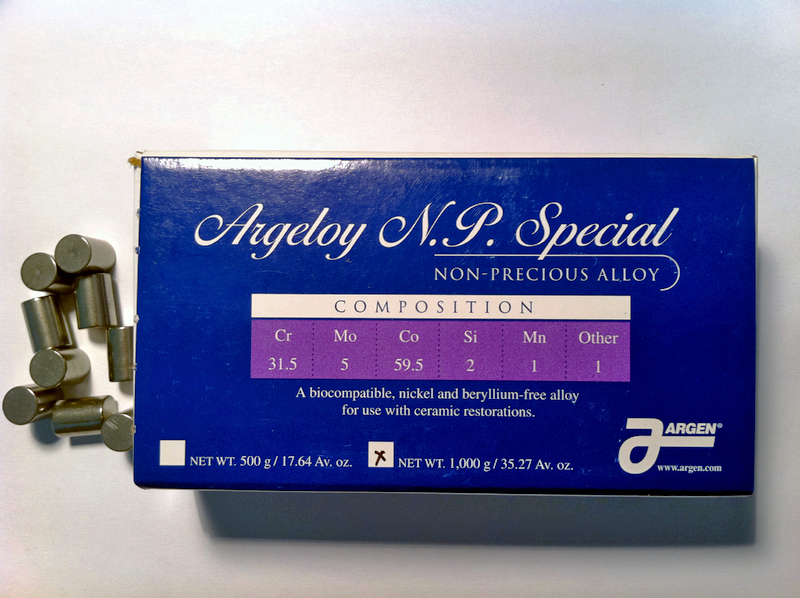 Argeloy N.P. Special
NON-PRECIOUS ALLOY
COMPOSITION
Cr Mo Co Si Mn Other
31.5 5 59.5 2 1 1
A biocompatible, nickel and beryllium-free alloy
for use with ceramic restorations.
NET WT. 500 g / 17.64 Av. oz. x NET WT. 1,000 g / 35.27 Av. oz.
ARGEN®
www.argen.com